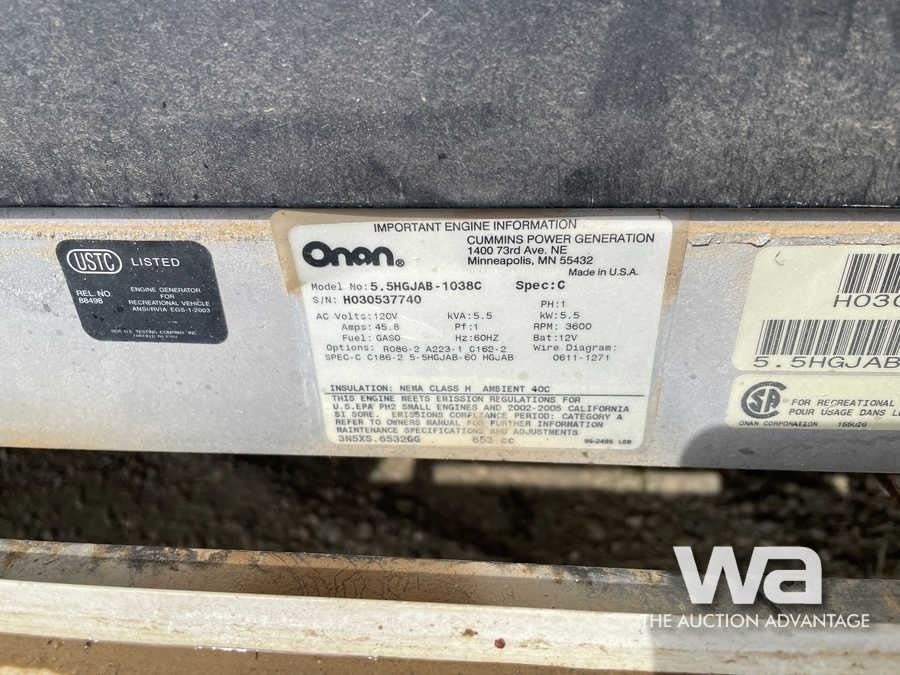 USTC LISTED
REL. NO. 88498
ENGINE GENERATOR
FOR
RECREATIONAL VEHICLE
ANSI/RVIA EGS-1-2003
IMPORTANT ENGINE INFORMATION
Onan®
CUMMINS POWER GENERATION
1400 73rd Ave. NE
Minneapolis, MN 55432
Made in U.S.A.
Model No: 5.5HGJAB-1038C Spec: C
S/N: H030537740 PH:1
AC Volts: 120V kVA: 5.5 kW: 5.5
Amps: 45.8 Pf: 1 RPM: 3600
Fuel: GASO Hz: 60HZ Bat: 12V
Options: R086-2 A223-1 C162-2 Wire Diagram:
SPEC-C C186-2 5-5HGJAB-60 HGJAB 0611-1271
INSULATION: NEMA CLASS H AMBIENT 40C
THIS ENGINE MEETS EMISSION REGULATIONS FOR
U.S.EPA PH2 SMALL ENGINES AND 2002-2005 CALIFORNIA
SI SORE. EMISSIONS COMPLIANCE PERIOD: CATEGORY A
REFER TO OWNERS MANUAL FOR FURTHER INFORMATION
MAINTENANCE SPECIFICATIONS AND ADJUSTMENTS
3N5XS.6532GG 653 cc
H030
5.5HGJAB
SA
FOR RECREATIONAL
POUR USAGE DANS L
ONAN CORPORATION
wa
THE AUCTION ADVANTAGE